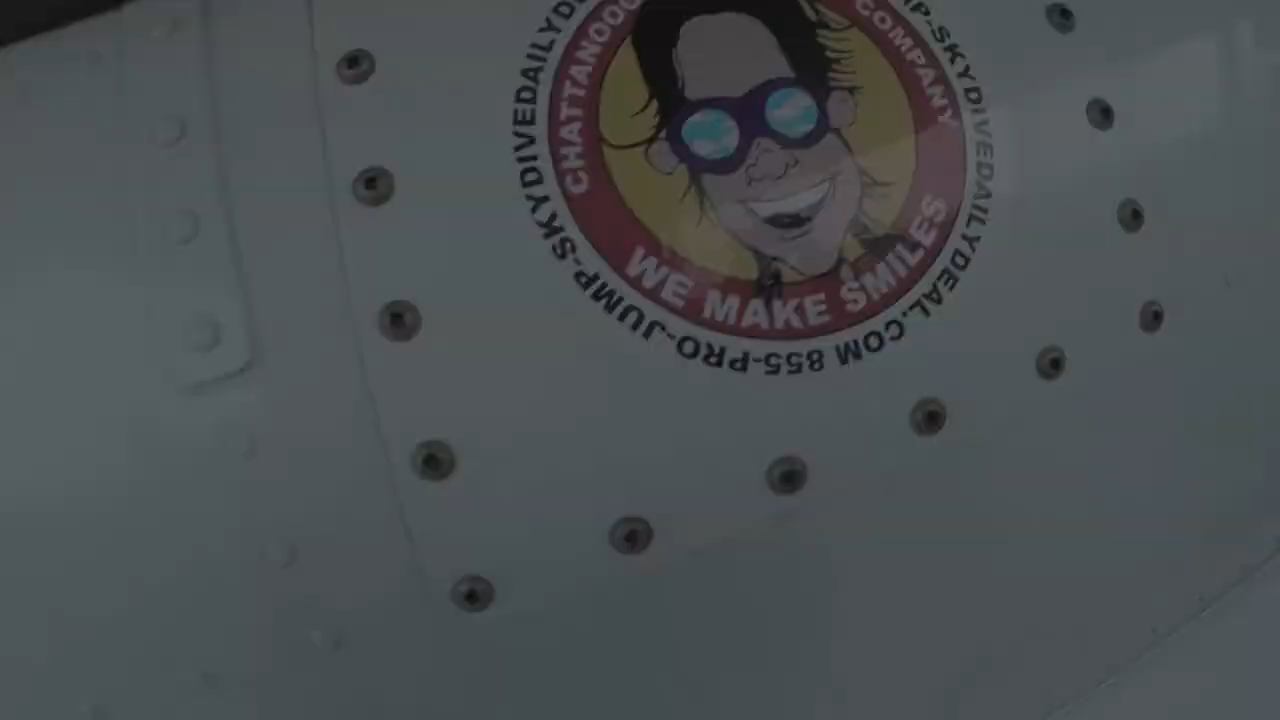 CHATTANOOG
COMPANY
WE MAKE SMILES
SKYDIVEDAILYD
P-SKYDIVEDAILYDEAL.COM 855-PRO-JUMP-